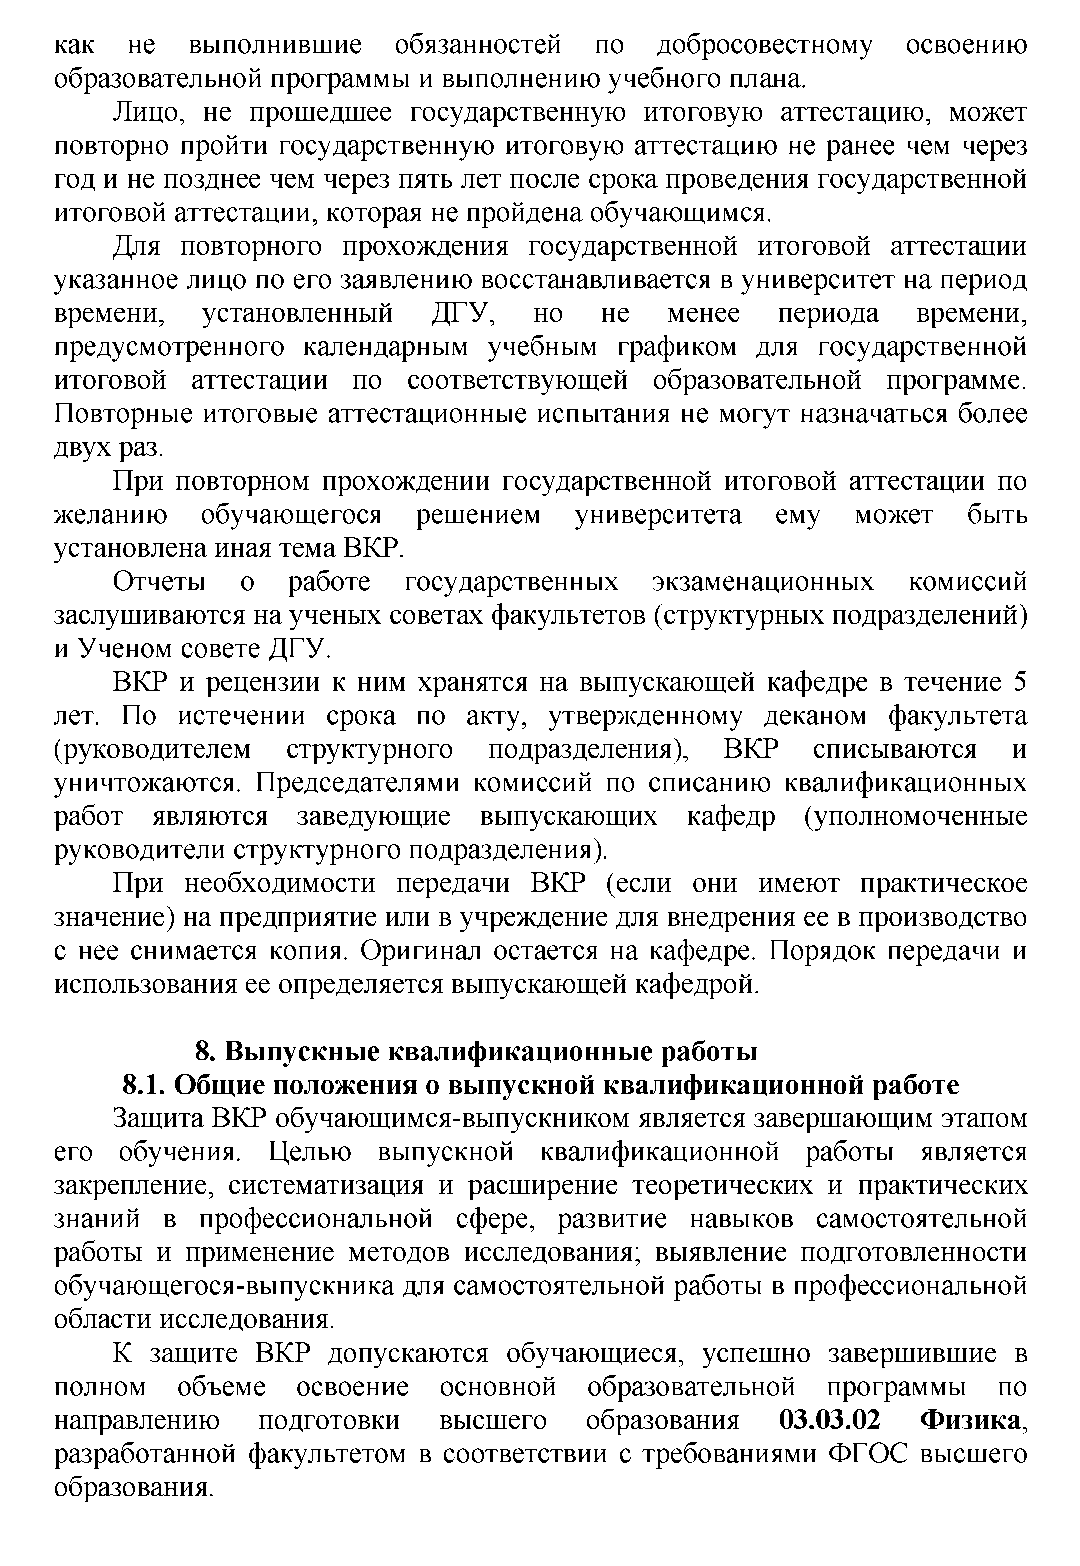 как не выполнившие обязанностей по добросовестному освоению
образовательной программы и выполнению учебного плана.
Лицо, не прошедшее государственную итоговую аттестацию, может
повторно пройти государственную итоговую аттестацию не ранее чем через
год и не позднее чем через пять лет после срока проведения государственной
итоговой аттестации, которая не пройдена обучающимся.
Для повторного прохождения государственной итоговой аттестации
указанное лицо по его заявлению восстанавливается в университет на период
времени, установленный ДГУ, но не менее периода времени,
предусмотренного календарным учебным графиком для государственной
итоговой аттестации по соответствующей образовательной программе.
Повторные итоговые аттестационные испытания не могут назначаться более
двух раз.
При повторном прохождении государственной итоговой аттестации по
желанию обучающегося решением университета ему может быть
установлена иная тема ВКР.
Отчеты о работе государственных экзаменационных комиссий
заслушиваются на ученых советах факультетов (структурных подразделений)
и Ученом совете ДГУ.
ВКР и рецензии к ним хранятся на выпускающей кафедре в течение 5
лет. По истечении срока по акту, утвержденному деканом факультета
(руководителем структурного подразделения), ВКР списываются и
уничтожаются. Председателями комиссий по списанию квалификационных
работ являются заведующие выпускающих кафедр (уполномоченные
руководители структурного подразделения).
При необходимости передачи ВКР (если они имеют практическое
значение) на предприятие или в учреждение для внедрения ее в производство
с нее снимается копия. Оригинал остается на кафедре. Порядок передачи и
использования ее определяется выпускающей кафедрой.
8. Выпускные квалификационные работы
8.1. Общие положения о выпускной квалификационной работе
Защита ВКР обучающимся-выпускником является завершающим этапом
его обучения. Целью выпускной квалификационной работы является
закрепление, систематизация и расширение теоретических и практических
знаний в профессиональной сфере, развитие навыков самостоятельной
работы и применение методов исследования; выявление подготовленности
обучающегося-выпускника для самостоятельной работы в профессиональной
области исследования.
К защите ВКР допускаются обучающиеся, успешно завершившие в
полном объеме освоение основной образовательной программы по
направлению подготовки высшего образования 03.03.02 Физика,
разработанной факультетом в соответствии с требованиями ФГОС высшего
образования.